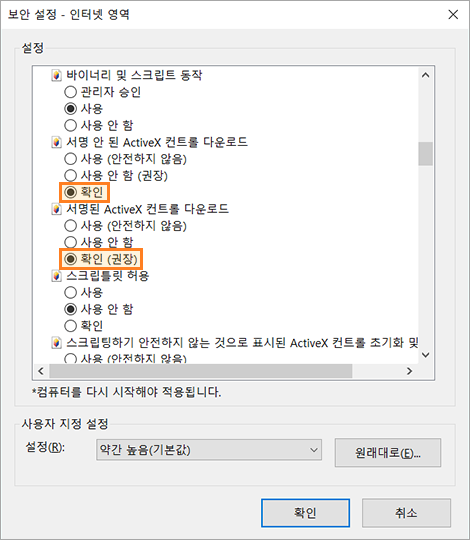 보안 설정 - 인터넷 영역
설정
바이너리 및 스크립트 동작
관리자 승인
사용
사용 안 함
서명 안 된 ActiveX 컨트롤 다운로드
사용 (안전하지 않음)
사용 안 함 (권장)
확인
서명된 ActiveX 컨트롤 다운로드
사용 (안전하지 않음)
사용 안 함
확인 (권장)
스크립틀릿 허용
사용
사용 안 함
확인
스크립팅하기 안전하지 않는 것으로 표시된 ActiveX 컨트롤 초기화 및
사용 (안전하지 않음)
*컴퓨터를 다시 시작해야 적용됩니다.
사용자 지정 설정
설정(R): 약간 높음(기본값) 원래대로(E)...
확인 취소